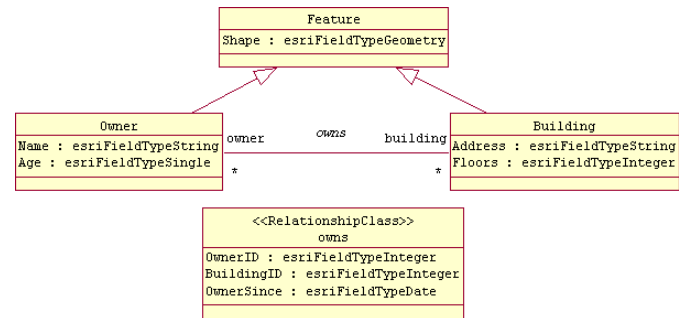 Feature
Shape : esriFieldTypeGeometry
Owner
Name : esriFieldTypeString
Age : esriFieldTypeSingle
owner
owns
building
*
*
Building
Address : esriFieldTypeString
Floors : esriFieldTypeInteger
<<RelationshipClass>>
owns
OwnerID : esriFieldTypeInteger
BuildingID : esriFieldTypeInteger
OwnerSince : esriFieldTypeDate